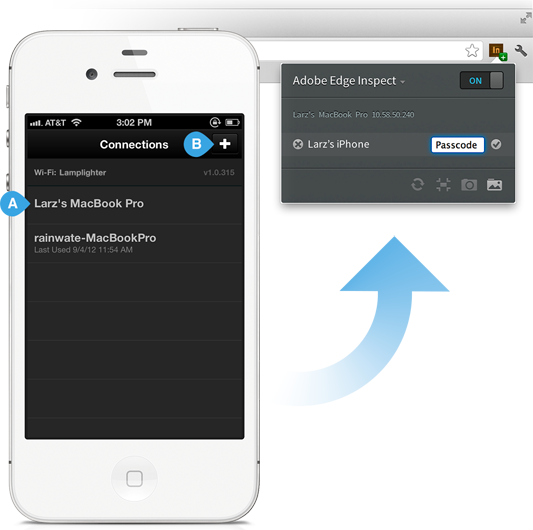 AT&T 3:02 PM
Connections
B
+
Wi-Fi: Lamplighter v1.0.315
A
Larz's MacBook Pro
rainwate-MacBookPro
Last Used 9/4/12 11:54 AM
In
Adobe Edge Inspect
ON
Larz's MacBook Pro 10.58.50.240
Larz's iPhone
Passcode